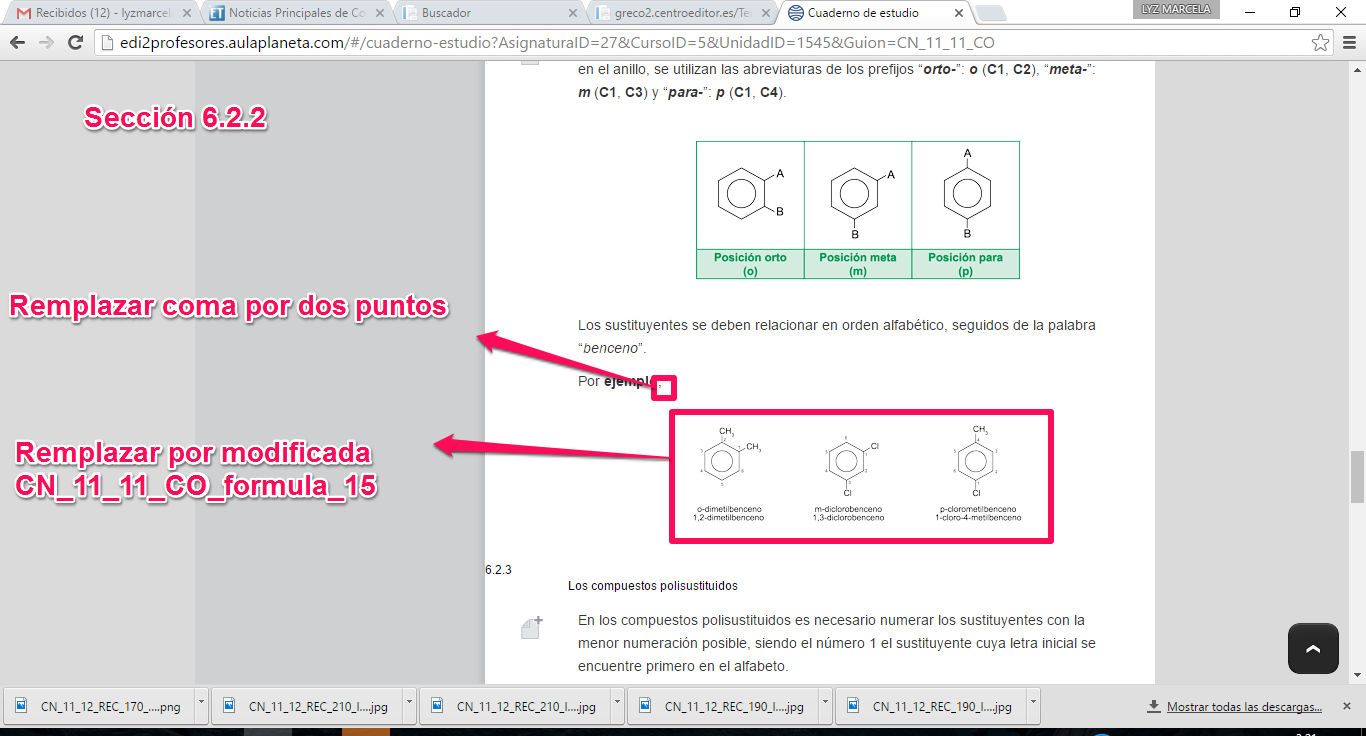 Recibidos (12) - lyzmarcel
Noticias Principales de Co
Buscador
greco2.centroeditor.es/Te
Cuaderno de estudio
LYZ MARCELA
edi2profesores.aulaplaneta.com/#/cuaderno-estudio?AsignaturaID=27&CursoID=5&UnidadID=1545&Guion=CN_11_11_CO
en el anillo, se utilizan las abreviaturas de los prefijos “orto-”: o (C1, C2), “meta-”:
m (C1, C3) y “para-”: p (C1, C4).
Sección 6.2.2
A
B
A
B
A
B
Posición orto
(o)
Posición meta
(m)
Posición para
(p)
Remplazar coma por dos puntos
Los sustituyentes se deben relacionar en orden alfabético, seguidos de la palabra
“benceno”.
Por ejemplo,
Remplazar por modificada
CN_11_11_CO_formula_15
CH3
CH3
o-dimetilbenceno
1,2-dimetilbenceno
Cl
Cl
m-diclorobenceno
1,3-diclorobenceno
CH3
Cl
p-clorometilbenceno
1-cloro-4-metilbenceno
6.2.3
Los compuestos polisustituidos
En los compuestos polisustituidos es necesario numerar los sustituyentes con la
menor numeración posible, siendo el número 1 el sustituyente cuya letra inicial se
encuentre primero en el alfabeto.
CN_11_12_REC_170_....png
CN_11_12_REC_210_I....jpg
CN_11_12_REC_210_I....jpg
CN_11_12_REC_190_I....jpg
CN_11_12_REC_190_I....jpg
Mostrar todas las descargas...